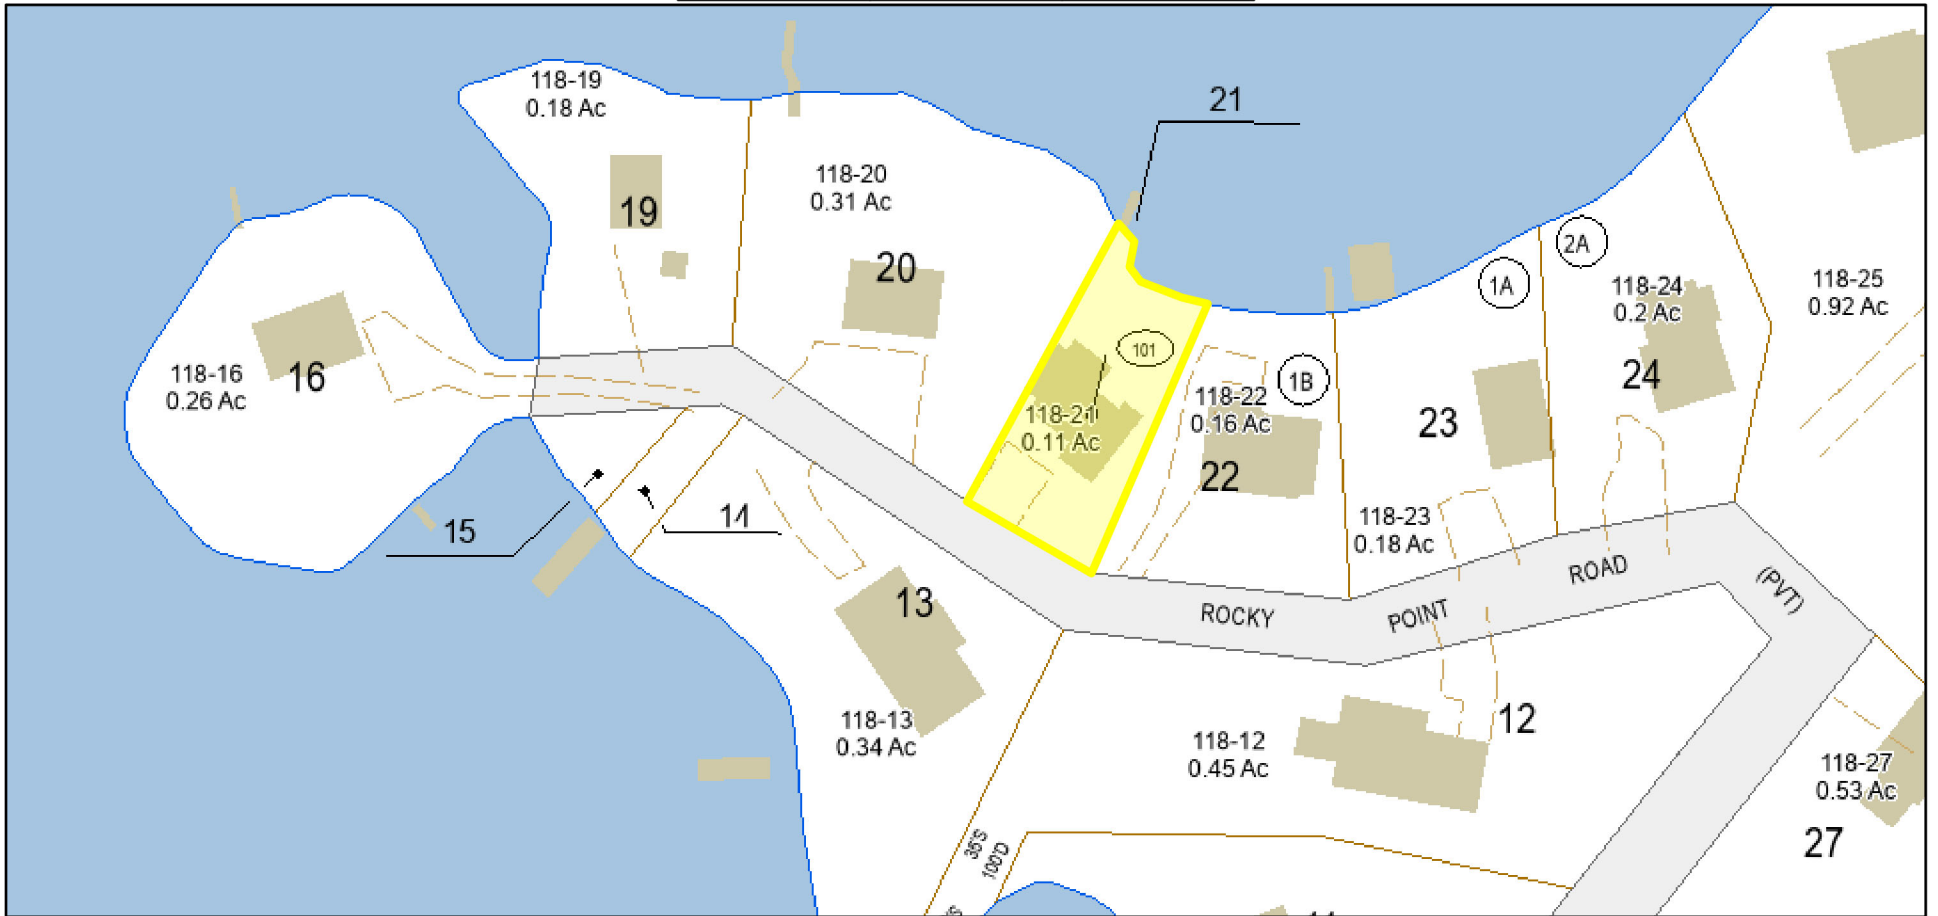 118-19
0.18 Ac
19
118-20
0.31 Ac
20
21
101
118-21
0.11 Ac
118-16
0.26 Ac
16
15
14
13
118-13
0.34 Ac
118-22
0.16 Ac
22
1B
1A
2A
23
118-23
0.18 Ac
118-24
0.2 Ac
24
118-25
0.92 Ac
ROCKY POINT ROAD (PVT)
118-12
0.45 Ac
12
118-27
0.53 Ac
27
100'D